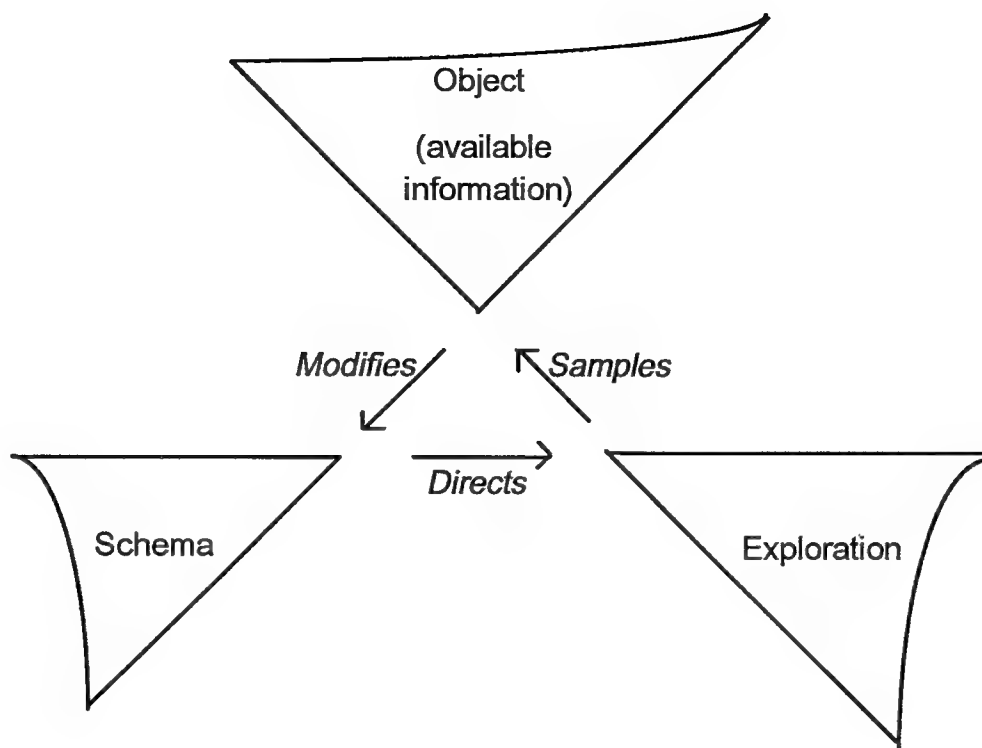 Object
(available
information)
Modifies
Samples
Directs
Schema
Exploration